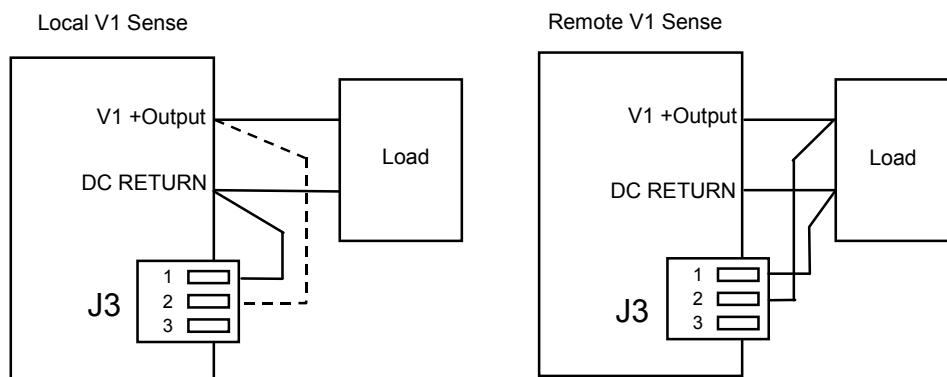 Local V1 Sense
V1 +Output
DC RETURN
Load
J3
1
2
3
Remote V1 Sense
V1 +Output
DC RETURN
Load
J3
1
2
3